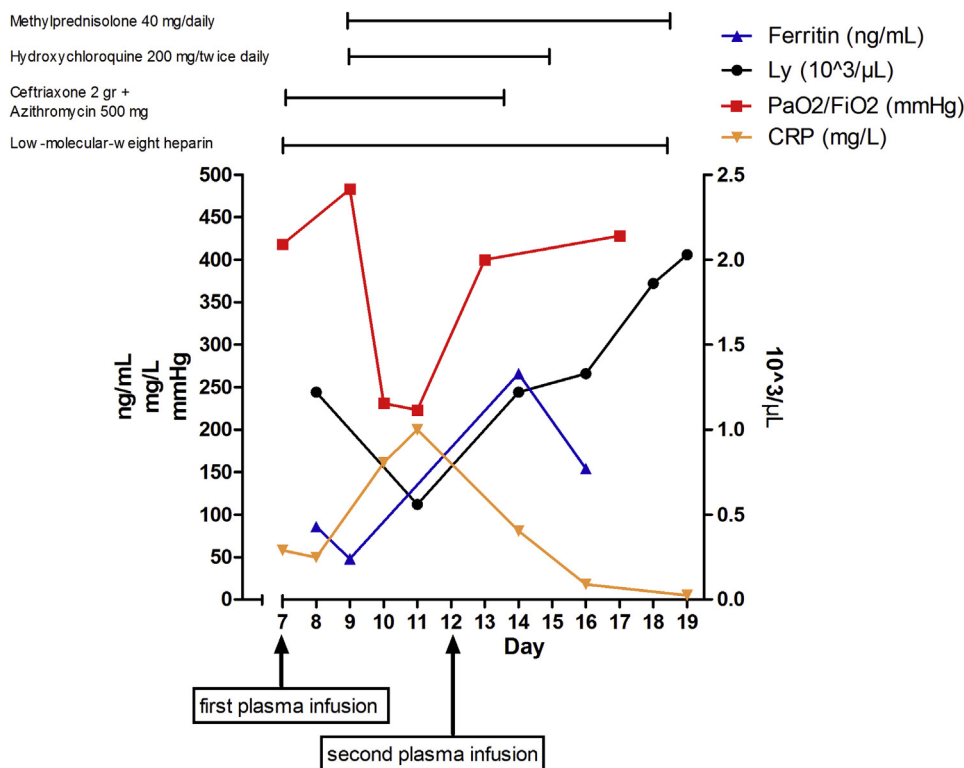 Methylprednisolone 40 mg/daily
Hydroxychloroquine 200 mg/twice daily
Ceftriaxone 2 gr +
Azithromycin 500 mg
Low-molecular-weight heparin
Ferritin (ng/mL)
Ly (10^3/µL)
PaO2/FiO2 (mmHg)
CRP (mg/L)
500
450
400
350
300
250
200
150
100
50
0
ng/mL
mg/L
mmHg
2.5
2.0
1.5
1.0
0.5
0.0
10^3/µL
7 8 9 10 11 12 13 14 15 16 17 18 19
Day
first plasma infusion
second plasma infusion